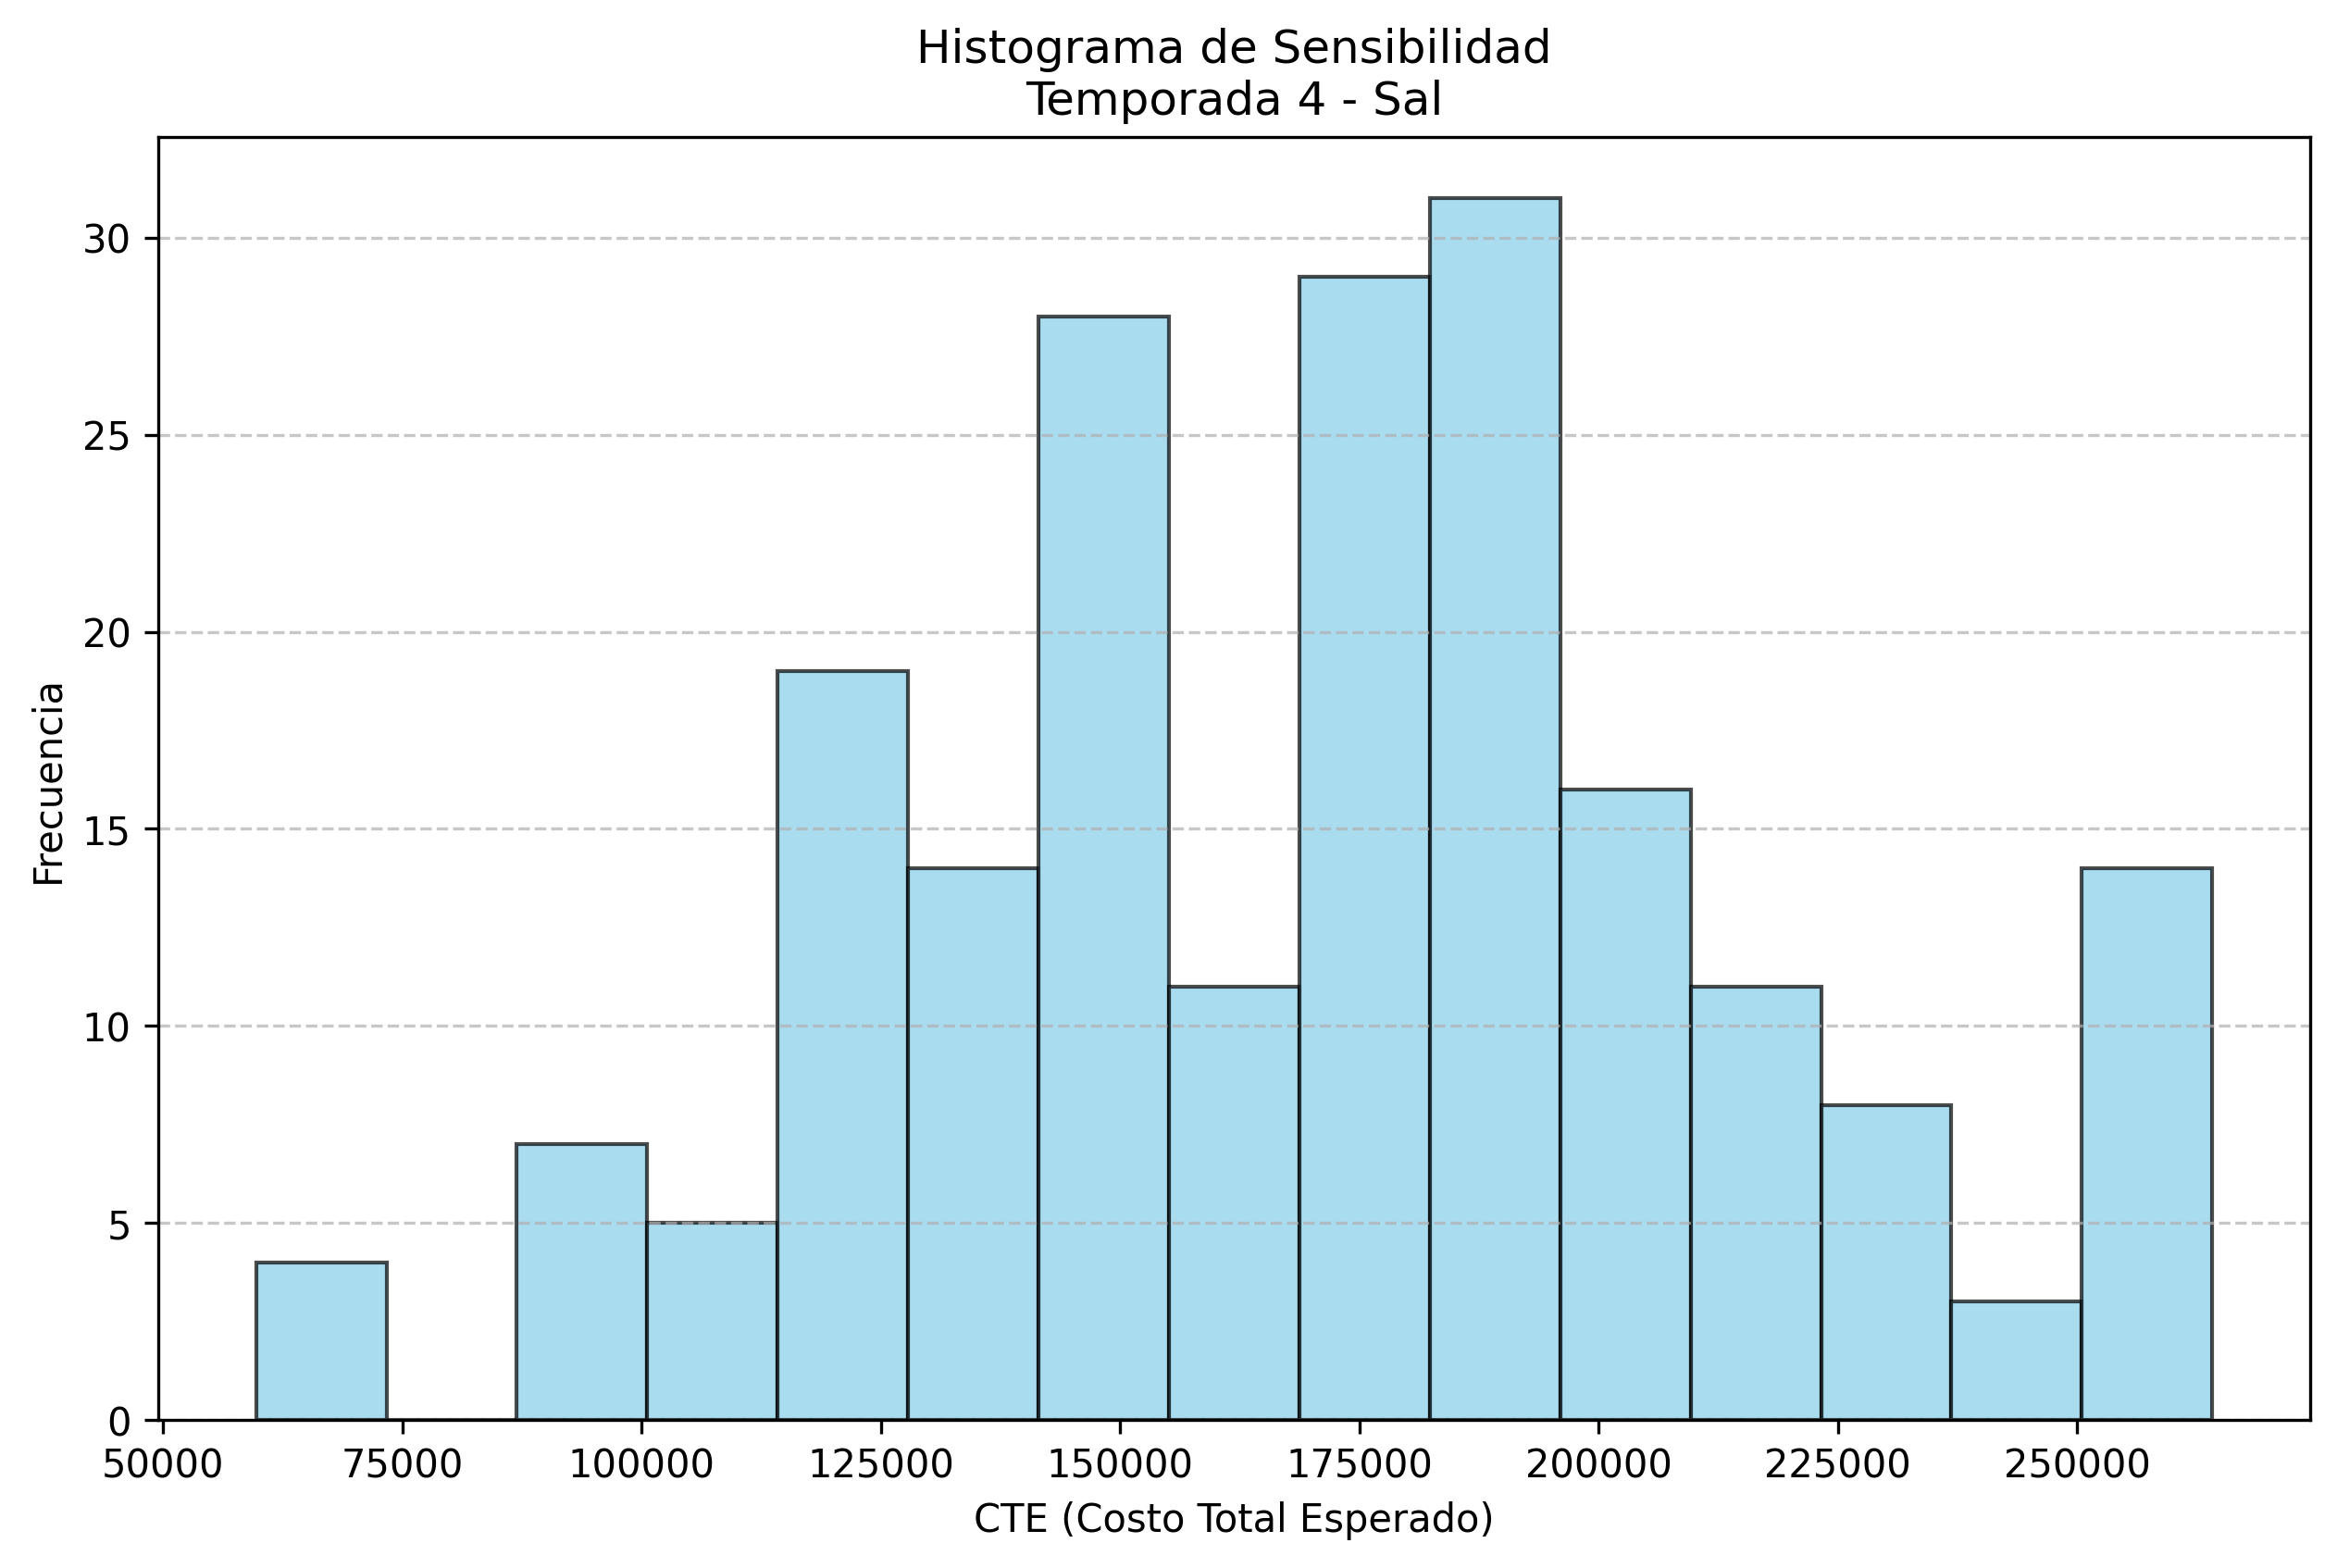 Histograma de Sensibilidad
Temporada 4 - Sal
Frecuencia
30
25
20
15
10
5
0
50000 75000 100000 125000 150000 175000 200000 225000 250000
CTE (Costo Total Esperado)